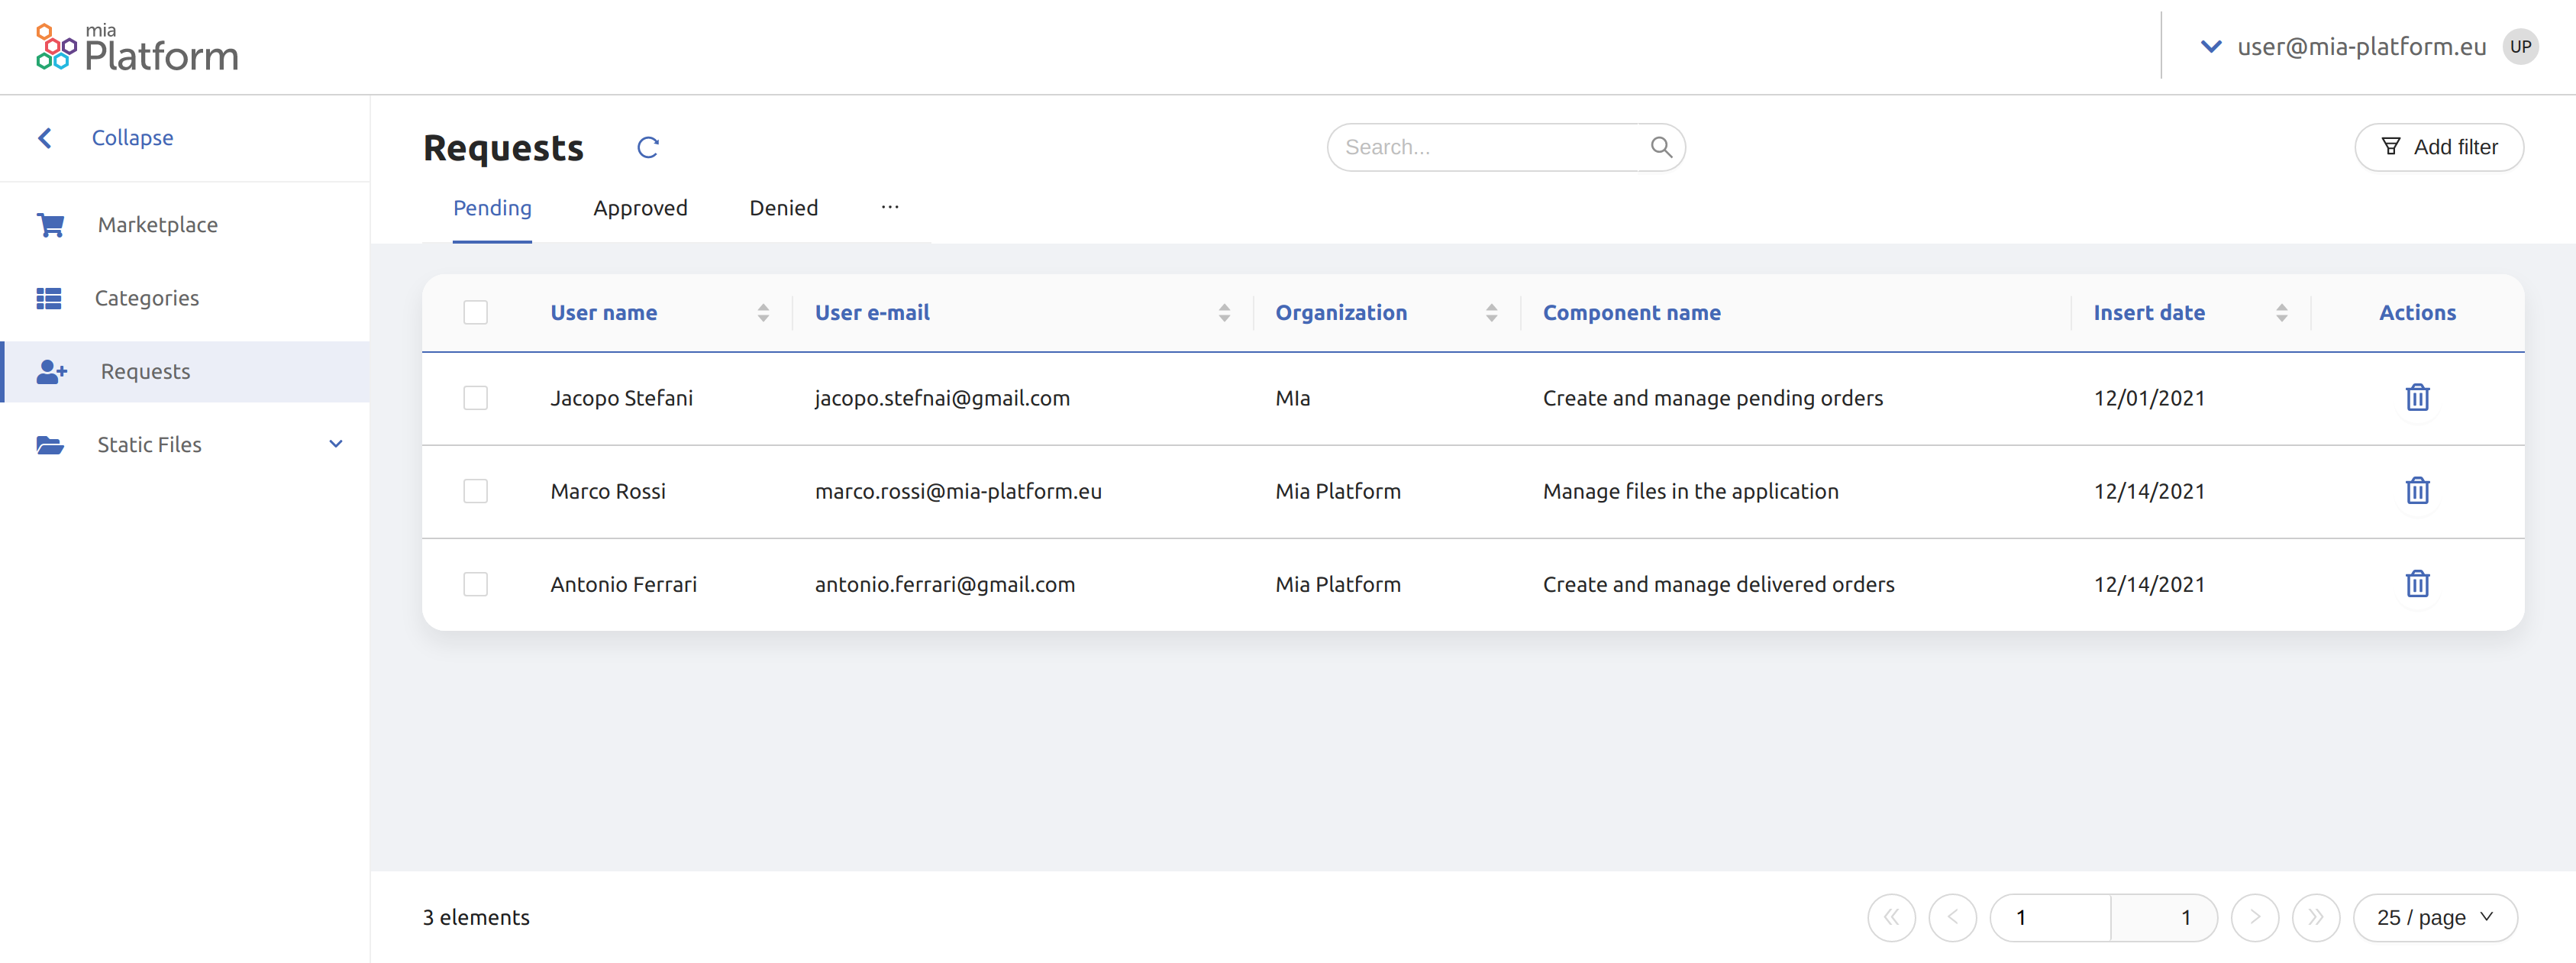 mia
Platform
user@mia-platform.eu UP
Collapse
Marketplace
Categories
Requests
Static Files
Requests
Search...
Add filter
Pending Approved Denied ···
User name User e-mail Organization Component name Insert date Actions
Jacopo Stefani jacopo.stefnai@gmail.com MIa Create and manage pending orders 12/01/2021
Marco Rossi marco.rossi@mia-platform.eu Mia Platform Manage files in the application 12/14/2021
Antonio Ferrari antonio.ferrari@gmail.com Mia Platform Create and manage delivered orders 12/14/2021
3 elements
1 1 25 / page